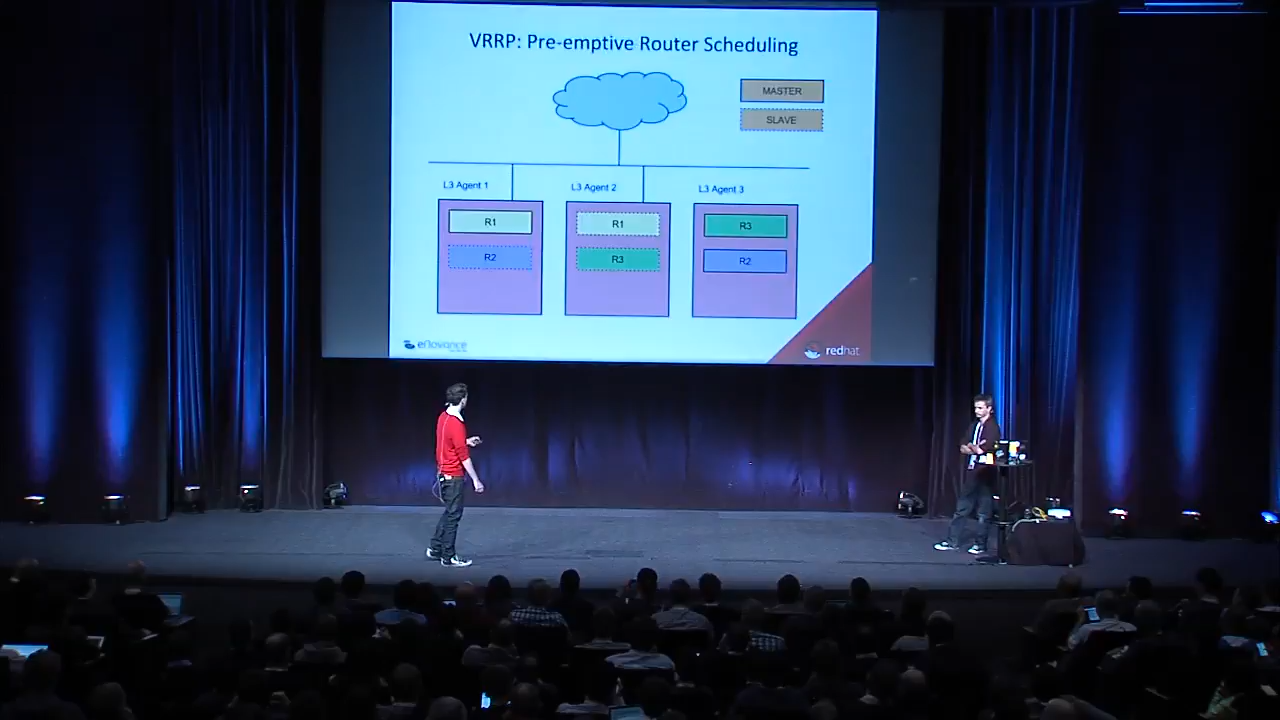 VRRP: Pre-emptive Router Scheduling
MASTER
SLAVE
L3 Agent 1
L3 Agent 2
L3 Agent 3
R1
R1
R3
R2
R3
R2
eNovance
redhat.